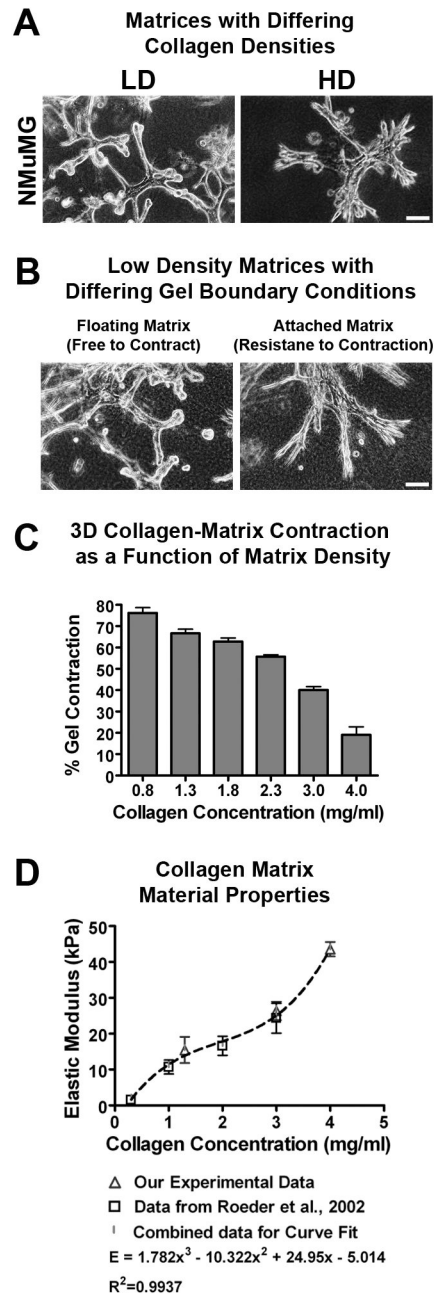 A
Matrices with Differing
Collagen Densities
LD
HD
NMuMG
B
Low Density Matrices with
Differing Gel Boundary Conditions
Floating Matrix
(Free to Contract)
Attached Matrix
(Resistane to Contraction)
C
3D Collagen-Matrix Contraction
as a Function of Matrix Density
% Gel Contraction
80
70
60
50
40
30
20
10
0
0.8 1.3 1.8 2.3 3.0 4.0
Collagen Concentration (mg/ml)
D
Collagen Matrix
Material Properties
Elastic Modulus (kPa)
50
40
30
20
10
0
0 1 2 3 4 5
Collagen Concentration (mg/ml)
Our Experimental Data
Data from Roeder et al., 2002
Combined data for Curve Fit
E = 1.782x³ - 10.322x² + 24.95x - 5.014
R²=0.9937